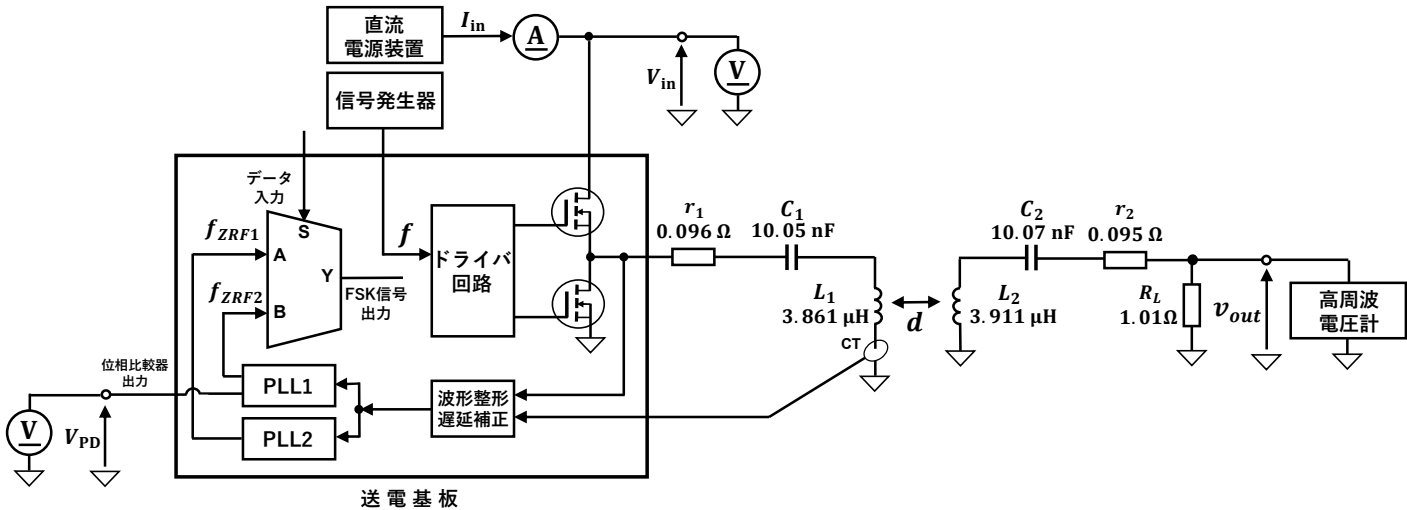 直流
電源装置
I_in
A
V_in
V
信号発生器
データ
入力
S
f_ZRF1
A
Y
f
FSK信号
出力
f_ZRF2
B
ドライバ
回路
r_1
0.096 Ω
C_1
10.05 nF
L_1
3.861 μH
d
C_2
10.07 nF
r_2
0.095 Ω
L_2
3.911 μH
R_L
1.01Ω
v_out
高周波
電圧計
CT
位相比較器
出力
PLL1
PLL2
波形整形
遅延補正
V
V_PD
送電基板